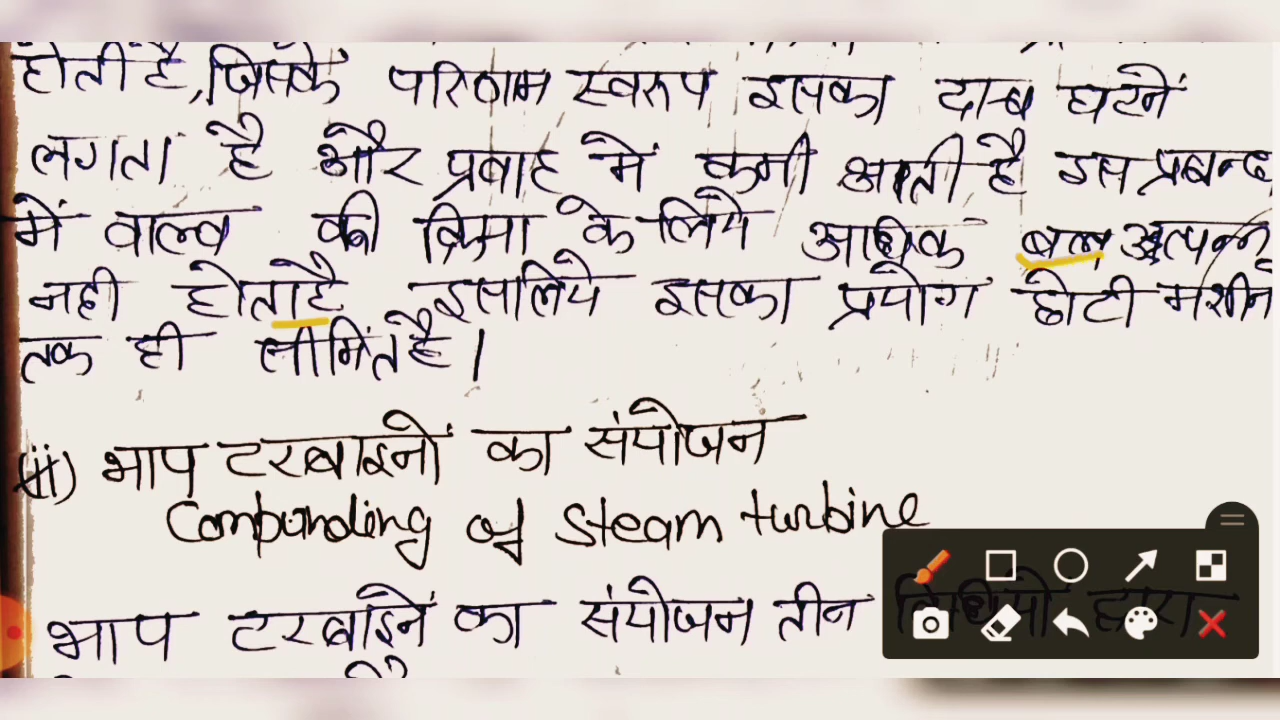 होती है, जिसके परिणाम स्वरूप इसका दाब घटने
लगता है और प्रवाह में कमी आती है इस प्रबन्ध
में वाल्व की क्रिया के लिये अधिक बल उत्पन्न
नही होता है इसलिये इसका प्रयोग छोटी मशीन
तक ही सीमित है।
(ii) भाप टरबाइनों का संयोजन
Compounding of Steam turbine
भाप टरबाइनें का संयोजन तीन विधियों द्वारा